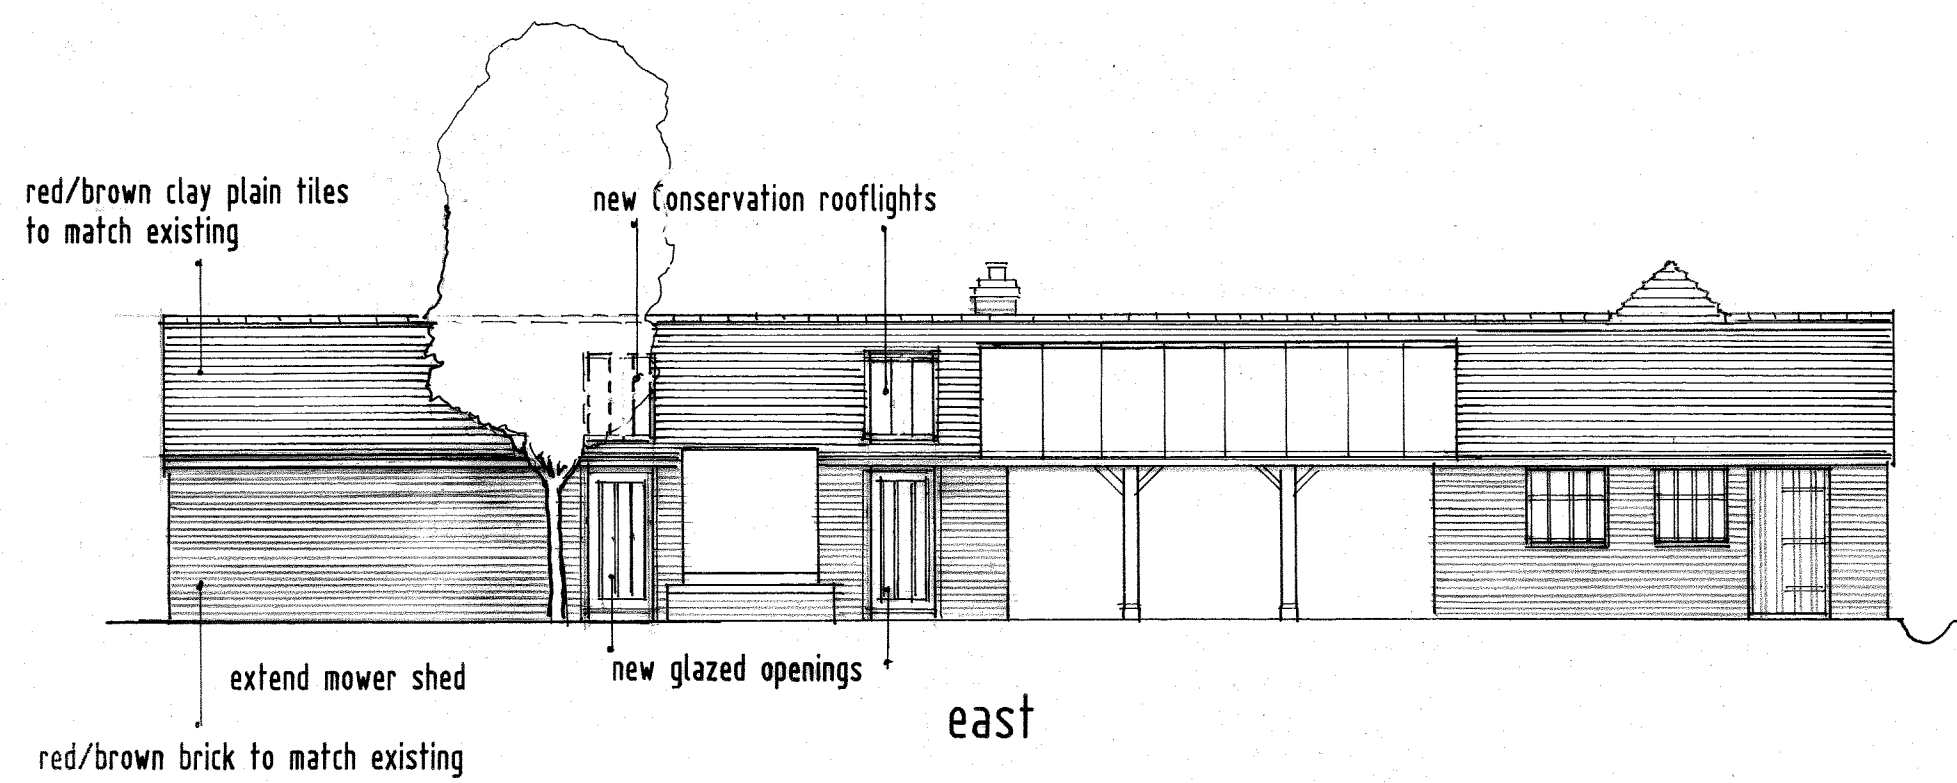 red/brown clay plain tiles
to match existing
new Conservation rooflights
extend mower shed
new glazed openings
east
red/brown brick to match existing